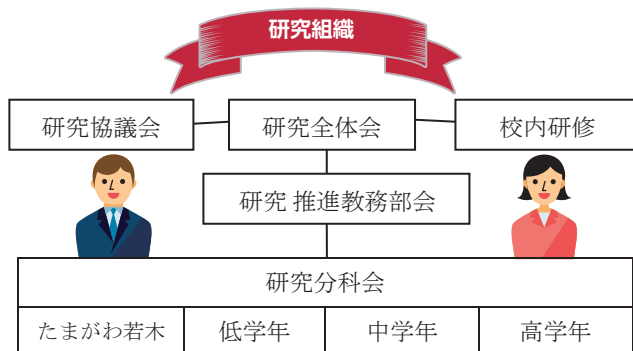 研究組織
研究協議会
研究全体会
校内研修
研究 推進教務部会
研究分科会
たまがわ若木
低学年
中学年
高学年